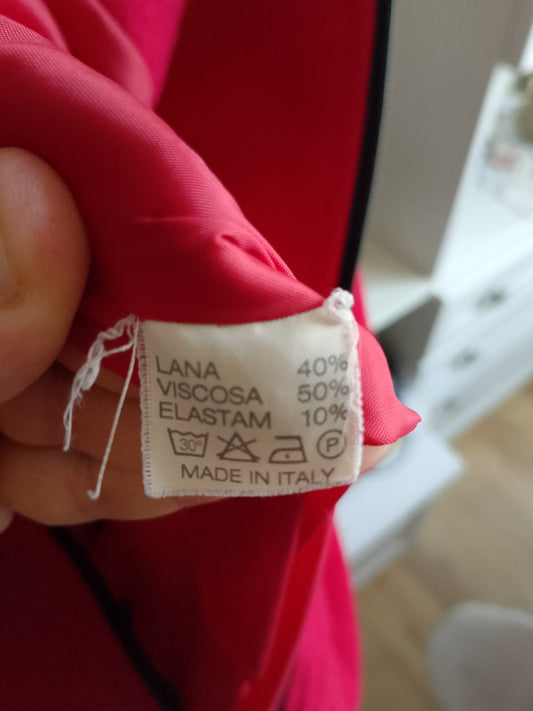 LANA 40%
VISCOSA 50%
ELASTAM 10%
30° P
MADE IN ITALY